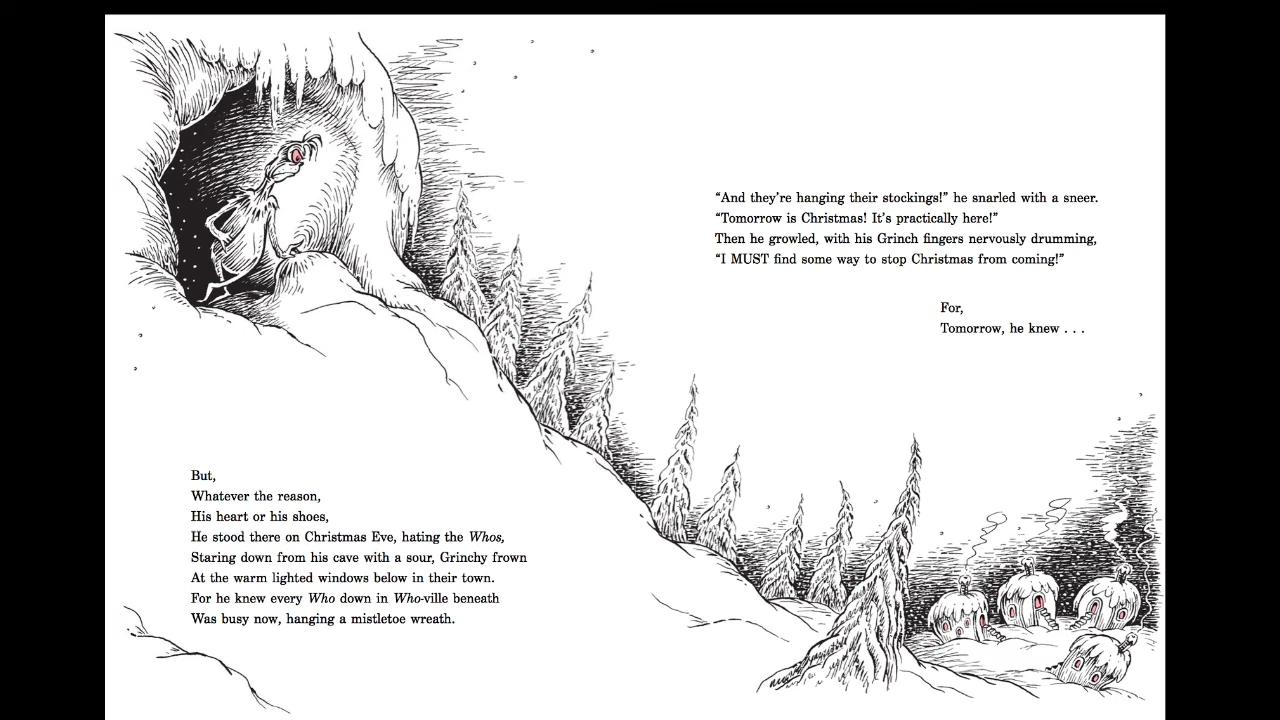 But,
Whatever the reason,
His heart or his shoes,
He stood there on Christmas Eve, hating the Whos,
Staring down from his cave with a sour, Grinchy frown
At the warm lighted windows below in their town.
For he knew every Who down in Who-ville beneath
Was busy now, hanging a mistletoe wreath.
“And they’re hanging their stockings!” he snarled with a sneer.
“Tomorrow is Christmas! It’s practically here!”
Then he growled, with his Grinch fingers nervously drumming,
“I MUST find some way to stop Christmas from coming!”
For,
Tomorrow, he knew . . .